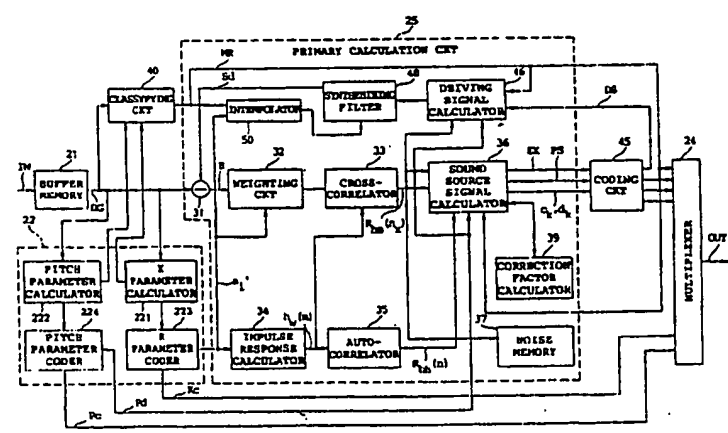 25
PRIMARY CALCULATION CKT
MR
Sd
40
CLASSYFYING CKT
INTERPOLATOR
50
48
SYNTHESIZING FILTER
46
DRIVING SIGNAL CALCULATOR
DS
IN
21
BUFFER MEMORY
31
E
32
WEIGHTING CKT
33
CROSS-CORRELATOR
36
SOUND SOURCE SIGNAL CALCULATOR
EX
PS
45
CODING CKT
24
MULTIPLEXER
OUT
22
PITCH PARAMETER CALCULATOR
222
K PARAMETER CALCULATOR
221
224
PITCH PARAMETER CODER
223
K PARAMETER CODER
34
IMPULSE RESPONSE CALCULATOR
35
AUTO-CORRELATOR
39
CORRECTION FACTOR CALCULATOR
37
NOISE MEMORY
Kc
Pd
Pc